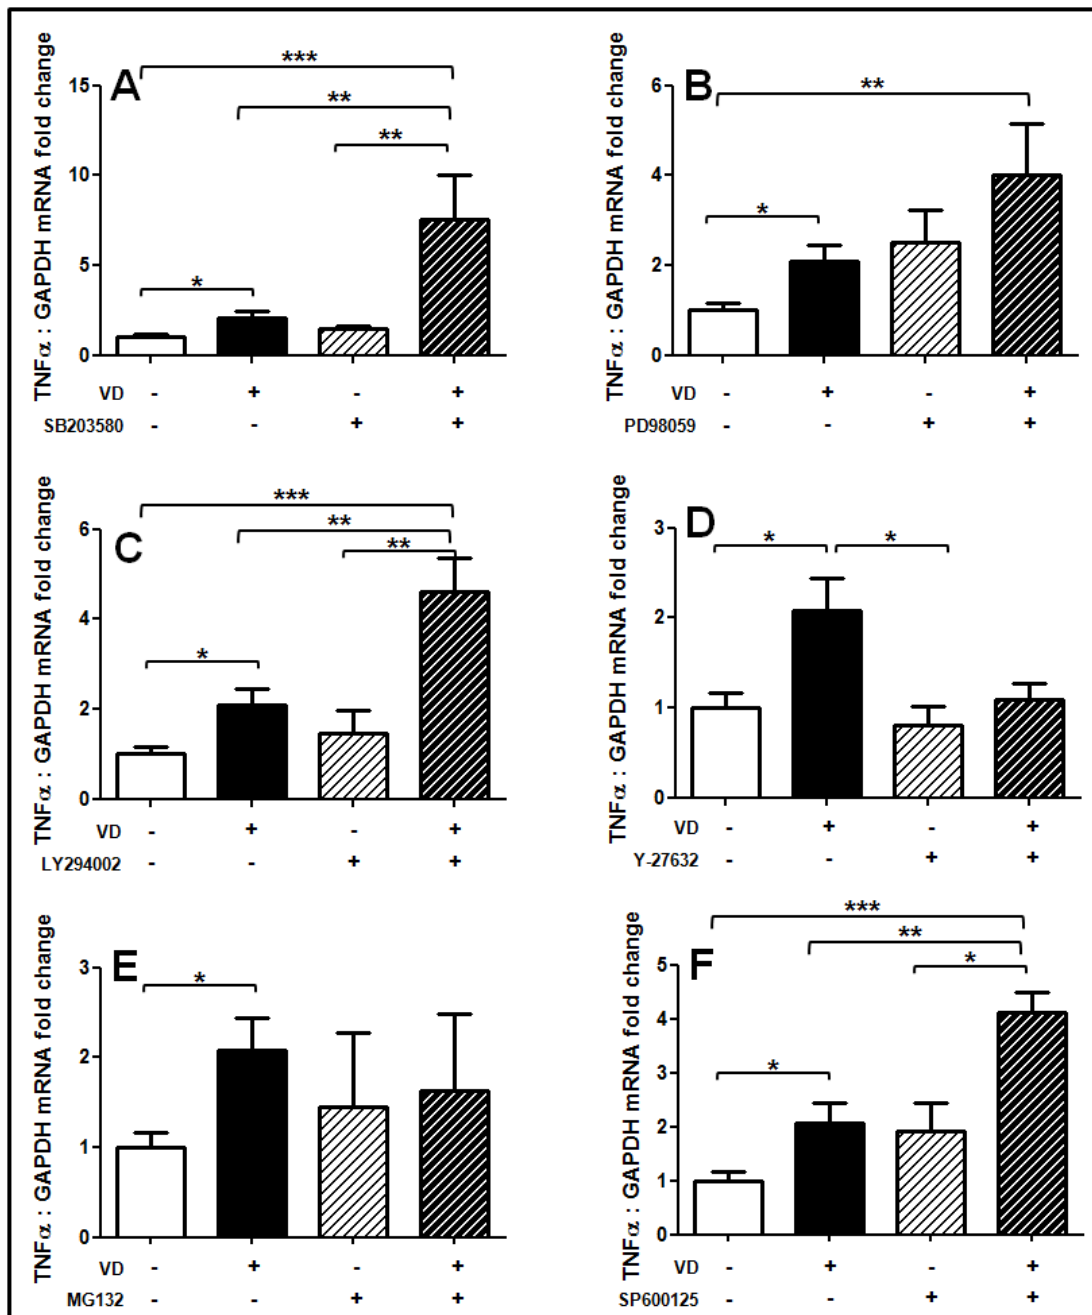 A
TNFα : GAPDH mRNA fold change
15
10
5
0
***
**
**
*
VD - + - +
SB203580 - - + +
B
TNFα : GAPDH mRNA fold change
6
4
2
0
**
*
VD - + - +
PD98059 - - + +
C
TNFα : GAPDH mRNA fold change
6
4
2
0
***
**
**
*
VD - + - +
LY294002 - - + +
D
TNFα : GAPDH mRNA fold change
3
2
1
0
* *
VD - + - +
Y-27632 - - + +
E
TNFα : GAPDH mRNA fold change
3
2
1
0
*
VD - + - +
MG132 - - + +
F
TNFα : GAPDH mRNA fold change
5
4
3
2
1
0
***
**
*
*
VD - + - +
SP600125 - - + +